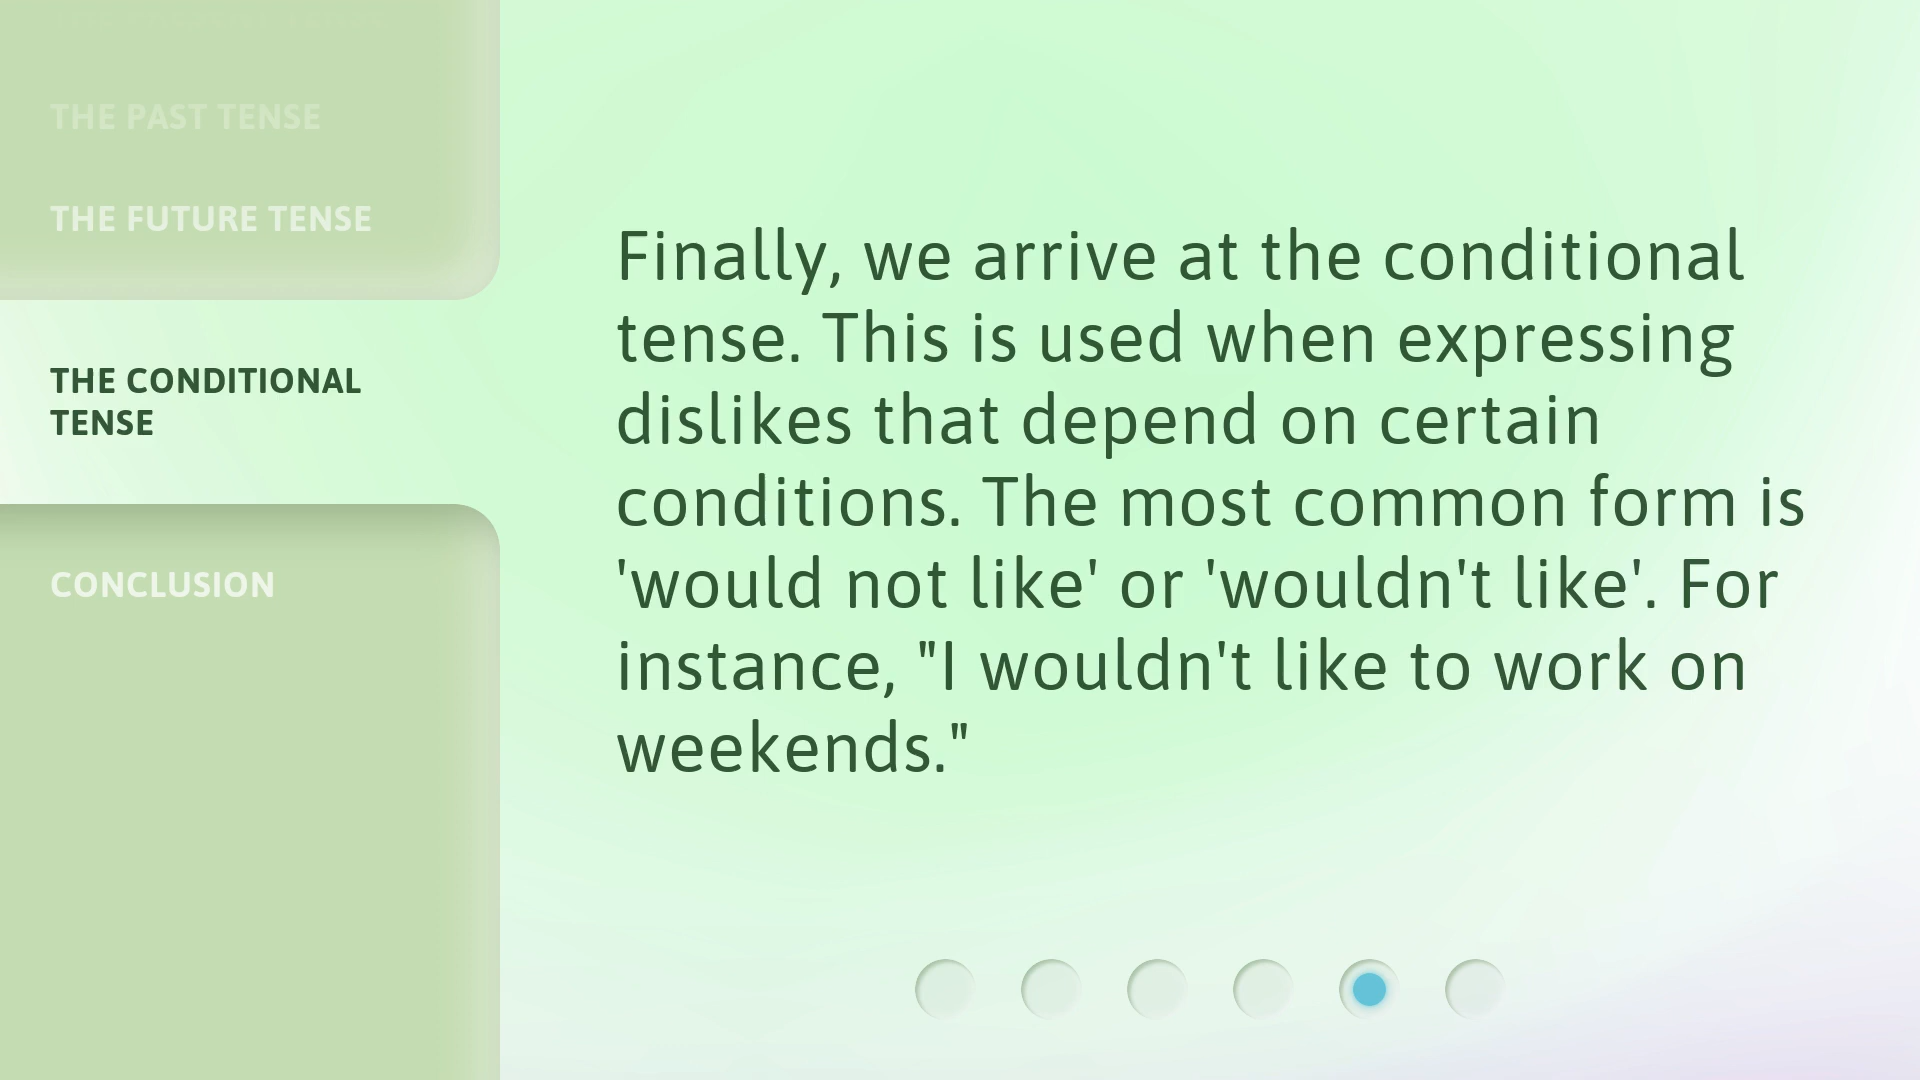 THE PAST TENSE
THE FUTURE TENSE
THE CONDITIONAL
TENSE
CONCLUSION
Finally, we arrive at the conditional
tense. This is used when expressing
dislikes that depend on certain
conditions. The most common form is
'would not like' or 'wouldn't like'. For
instance, "I wouldn't like to work on
weekends."